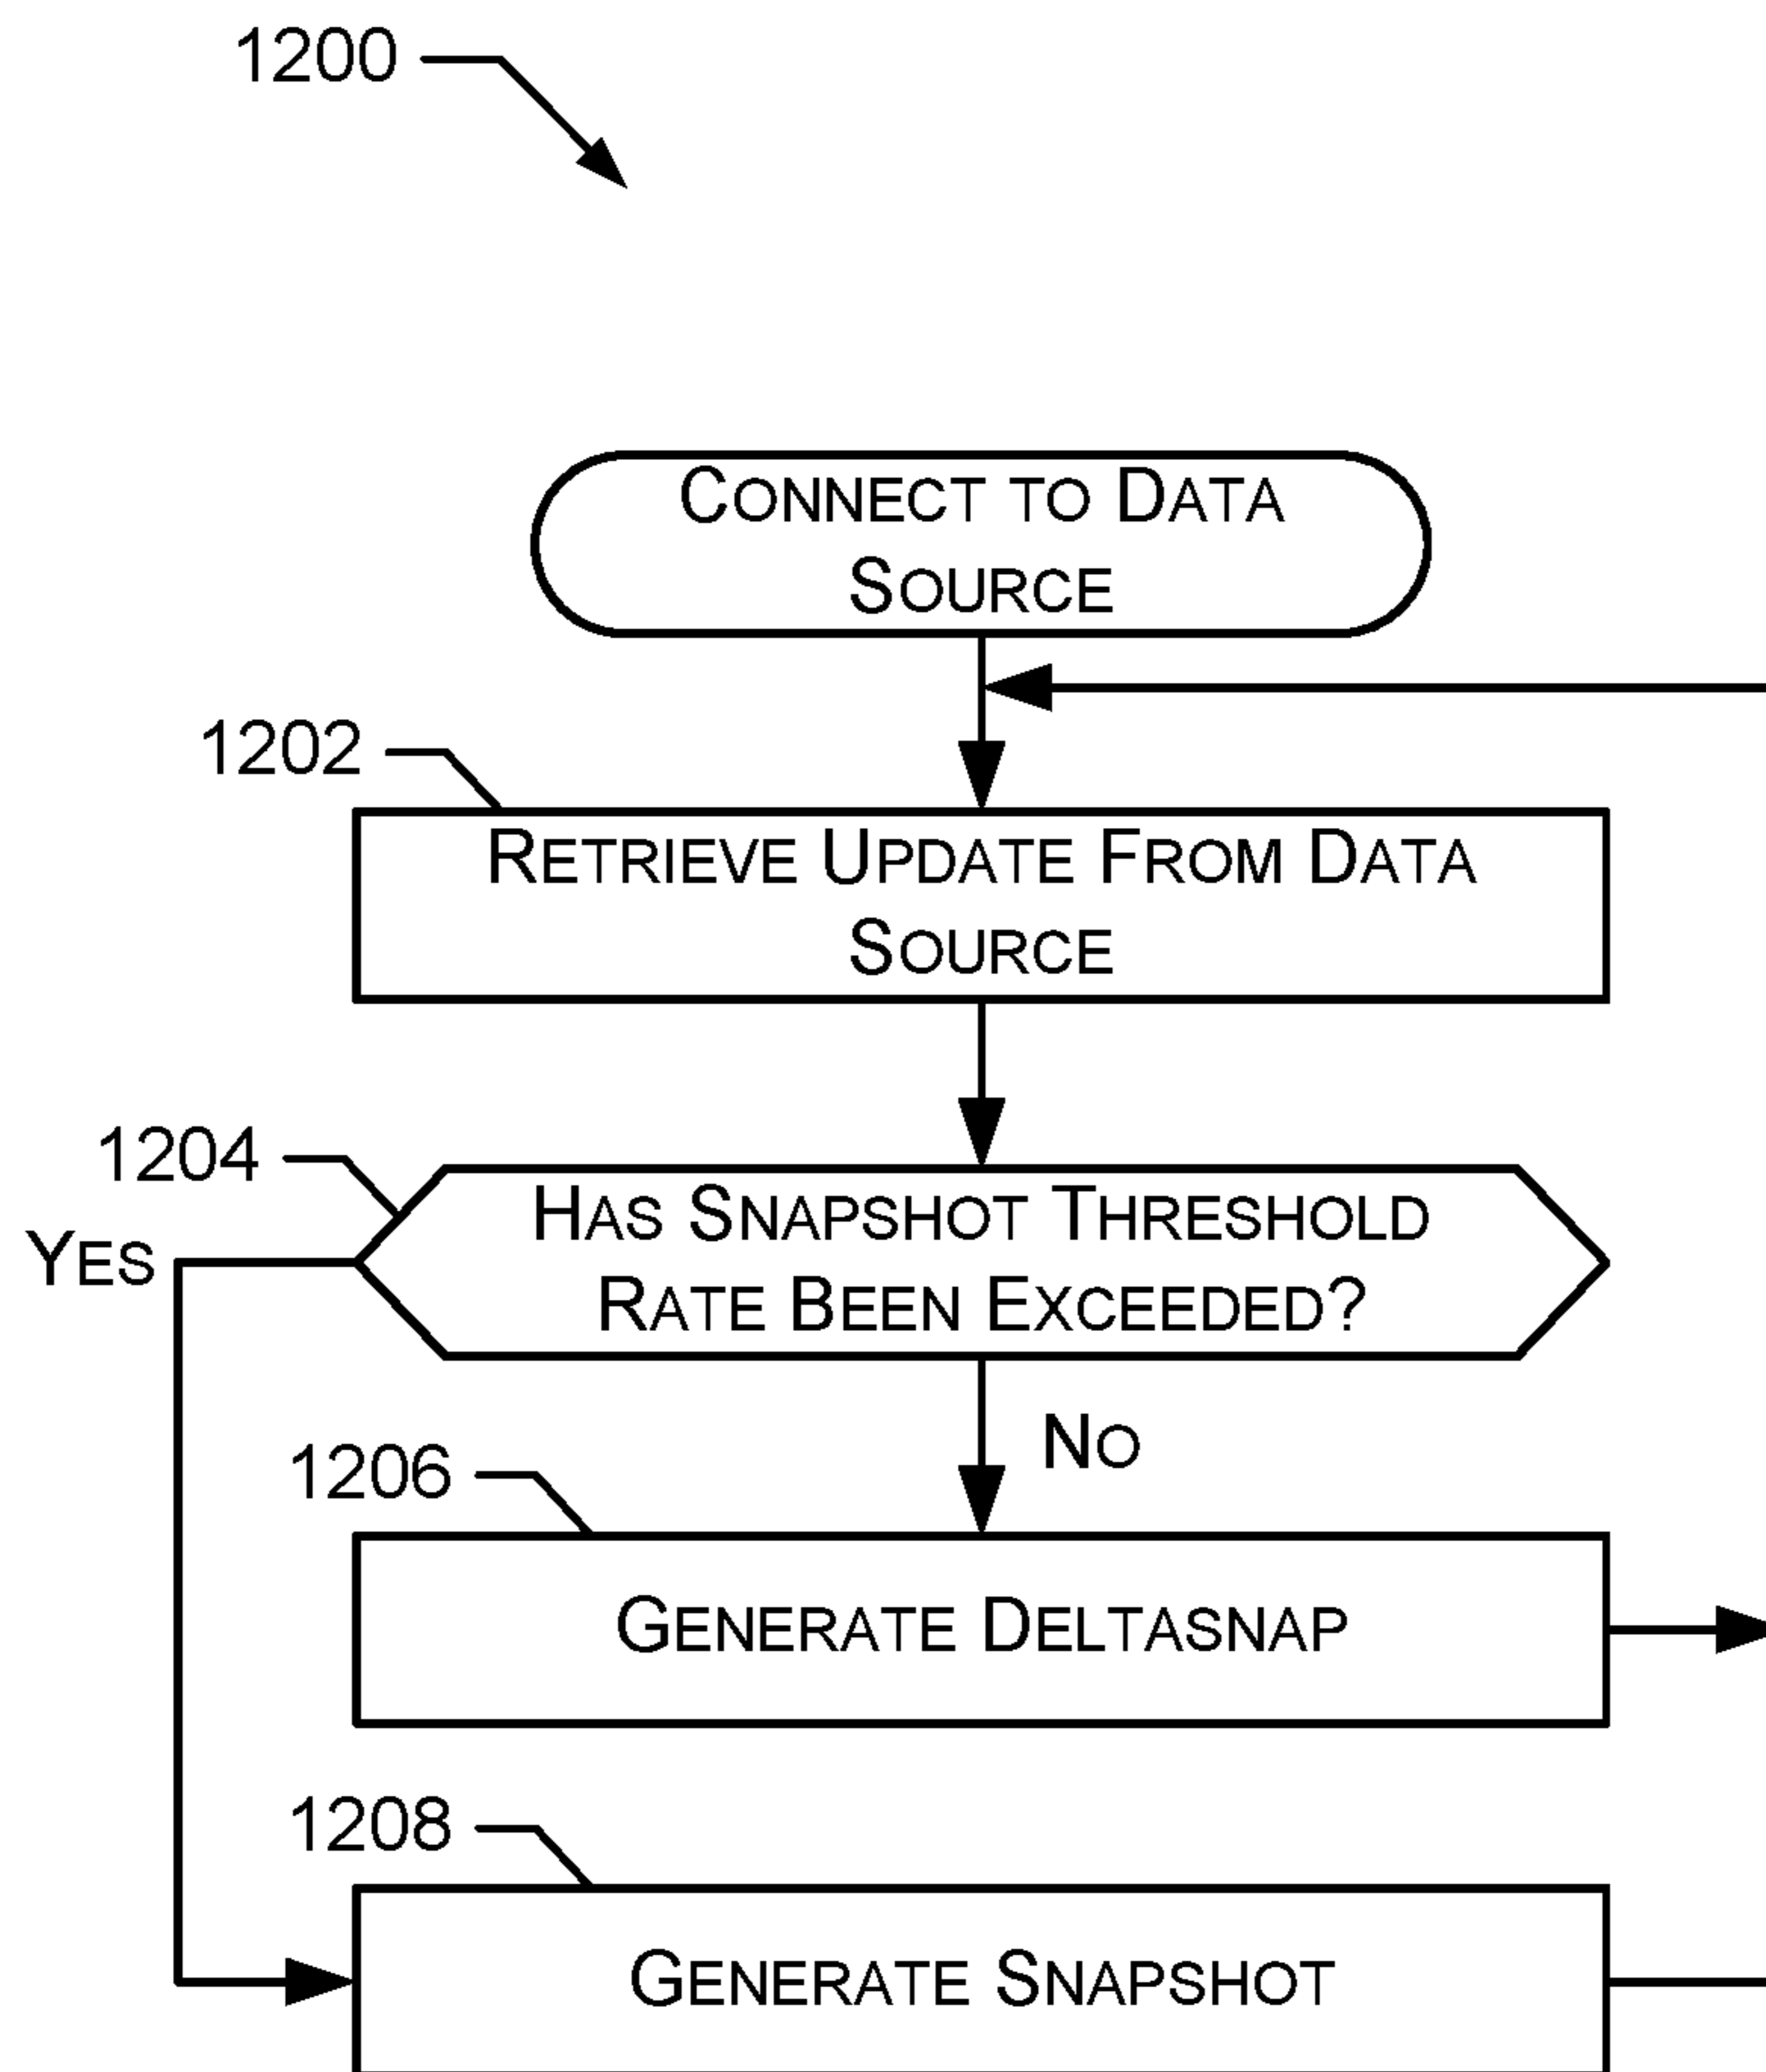 1200
CONNECT TO DATA
SOURCE
1202
RETRIEVE UPDATE FROM DATA
SOURCE
1204
YES
HAS SNAPSHOT THRESHOLD
RATE BEEN EXCEEDED?
NO
1206
GENERATE DELTASNAP
1208
GENERATE SNAPSHOT